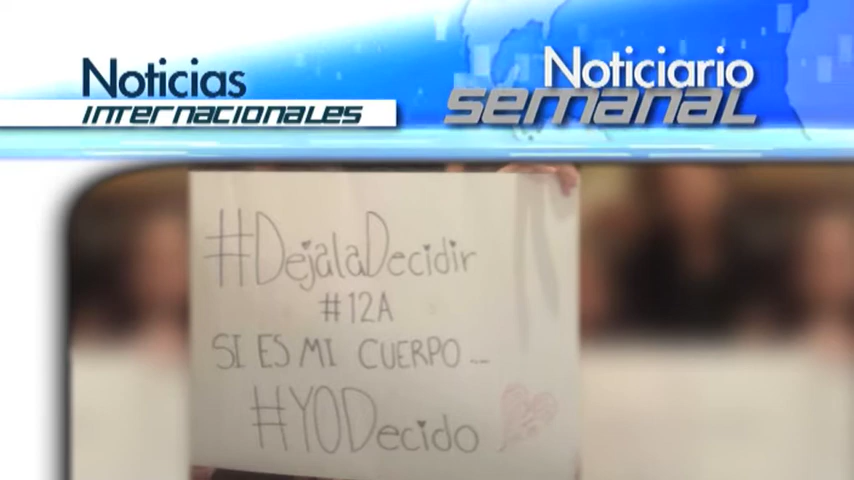 Noticias
internacionales
Noticiario
semanal
#DejalaDecidir
#12A
SI ES MI CUERPO...
#YODecido